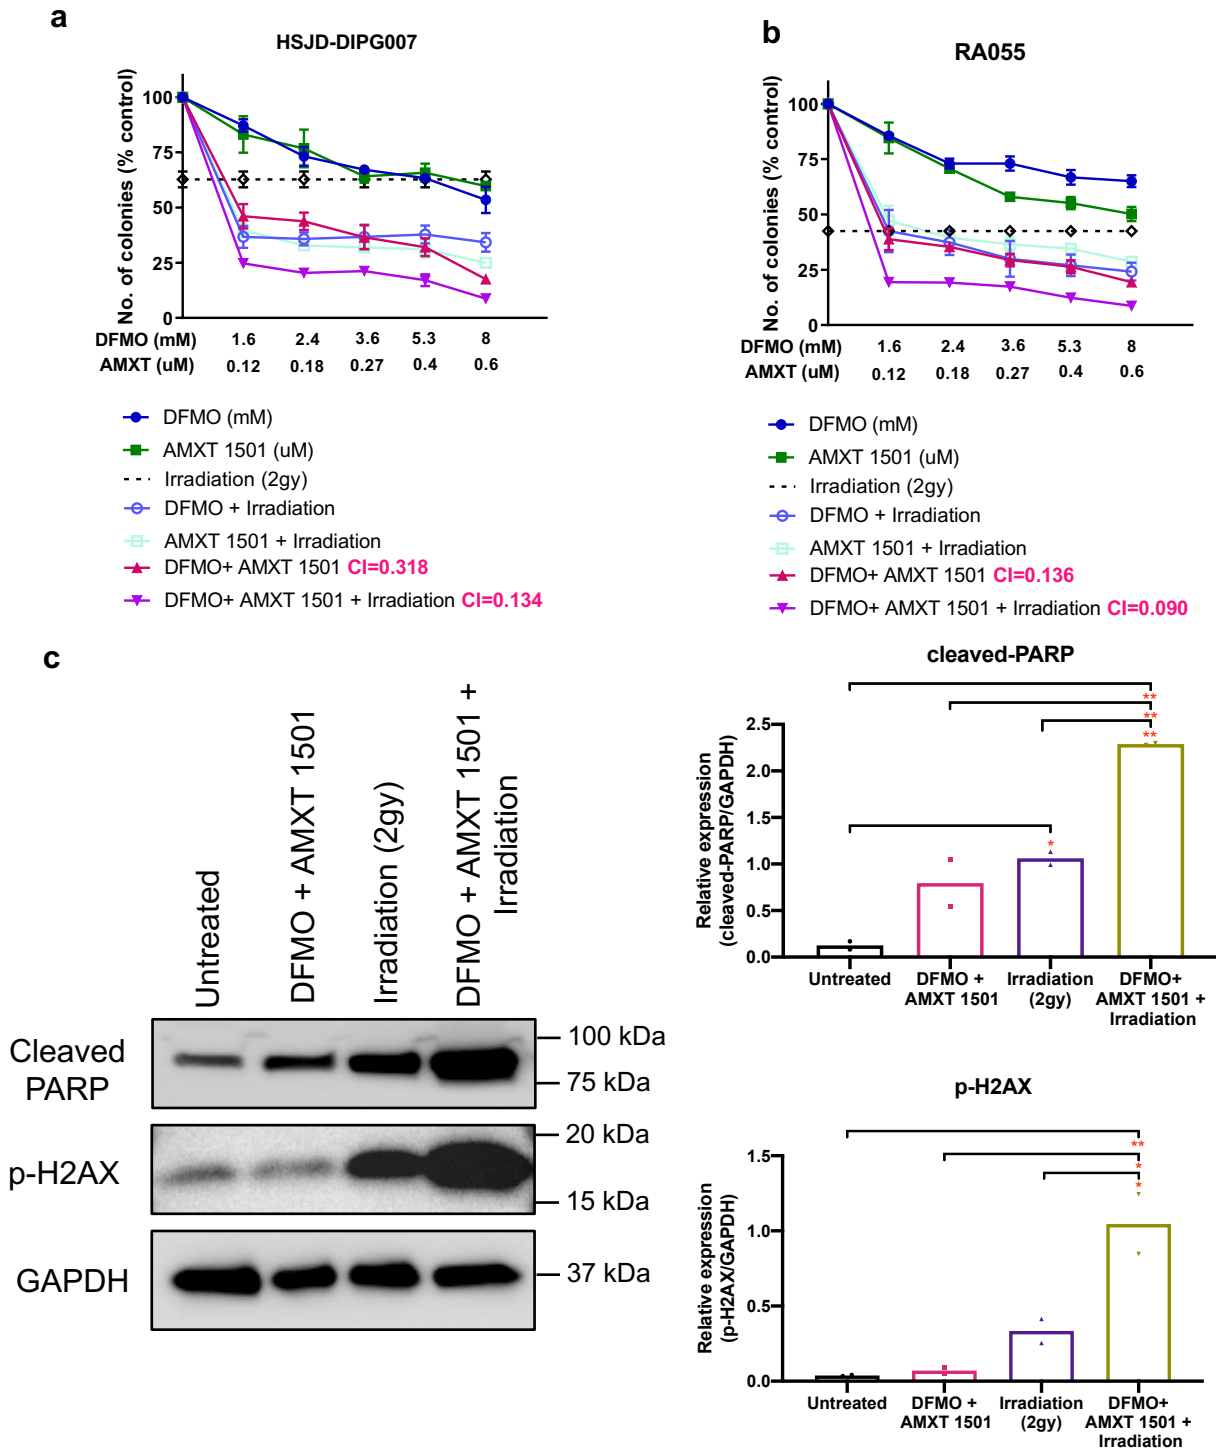 a
HSJD-DIPG007
No. of colonies (% control)
100
75
50
25
0
DFMO (mM) 1.6 2.4 3.6 5.3 8
AMXT (uM) 0.12 0.18 0.27 0.4 0.6
DFMO (mM)
AMXT 1501 (uM)
Irradiation (2gy)
DFMO + Irradiation
AMXT 1501 + Irradiation
DFMO+ AMXT 1501 CI=0.318
DFMO+ AMXT 1501 + Irradiation CI=0.134
b
RA055
No. of colonies (% control)
100
75
50
25
0
DFMO (mM) 1.6 2.4 3.6 5.3 8
AMXT (uM) 0.12 0.18 0.27 0.4 0.6
DFMO (mM)
AMXT 1501 (uM)
Irradiation (2gy)
DFMO + Irradiation
AMXT 1501 + Irradiation
DFMO+ AMXT 1501 CI=0.136
DFMO+ AMXT 1501 + Irradiation CI=0.090
c
Untreated
DFMO + AMXT 1501
Irradiation (2gy)
DFMO + AMXT 1501 +
Irradiation
Cleaved
PARP
100 kDa
75 kDa
p-H2AX
20 kDa
15 kDa
GAPDH
37 kDa
cleaved-PARP
Relative expression
(cleaved-PARP/GAPDH)
2.5
2.0
1.5
1.0
0.5
0.0
**
**
**
*
Untreated
DFMO +
AMXT 1501
Irradiation
(2gy)
DFMO+
AMXT 1501 +
Irradiation
p-H2AX
Relative expression
(p-H2AX/GAPDH)
1.5
1.0
0.5
0.0
**
*
*
Untreated
DFMO +
AMXT 1501
Irradiation
(2gy)
DFMO+
AMXT 1501 +
Irradiation